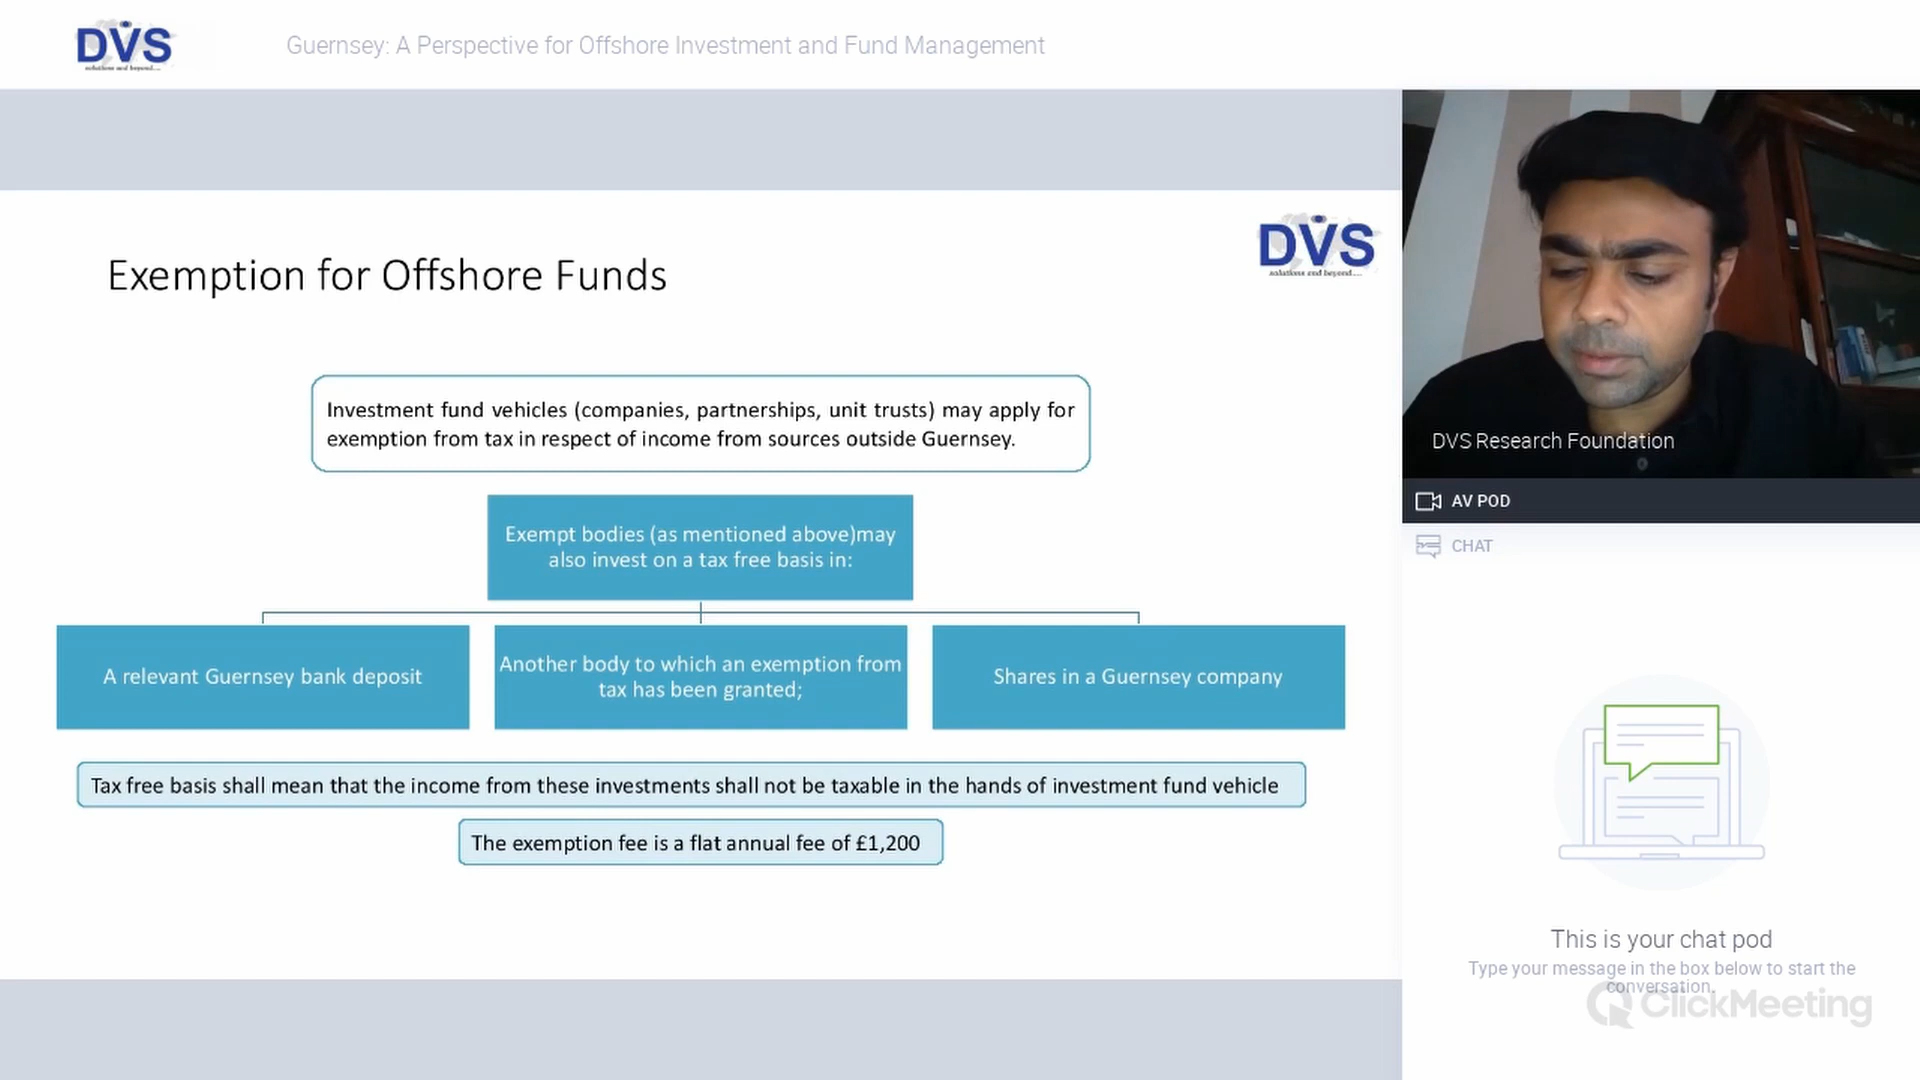 DVS
solutions and beyond....
Guernsey: A Perspective for Offshore Investment and Fund Management
DVS
solutions and beyond....
Exemption for Offshore Funds
Investment fund vehicles (companies, partnerships, unit trusts) may apply for
exemption from tax in respect of income from sources outside Guernsey.
Exempt bodies (as mentioned above)may
also invest on a tax free basis in:
A relevant Guernsey bank deposit
Another body to which an exemption from
tax has been granted;
Shares in a Guernsey company
Tax free basis shall mean that the income from these investments shall not be taxable in the hands of investment fund vehicle
The exemption fee is a flat annual fee of £1,200
DVS Research Foundation
AV POD
CHAT
This is your chat pod
Type your message in the box below to start the
conversation.
ClickMeeting